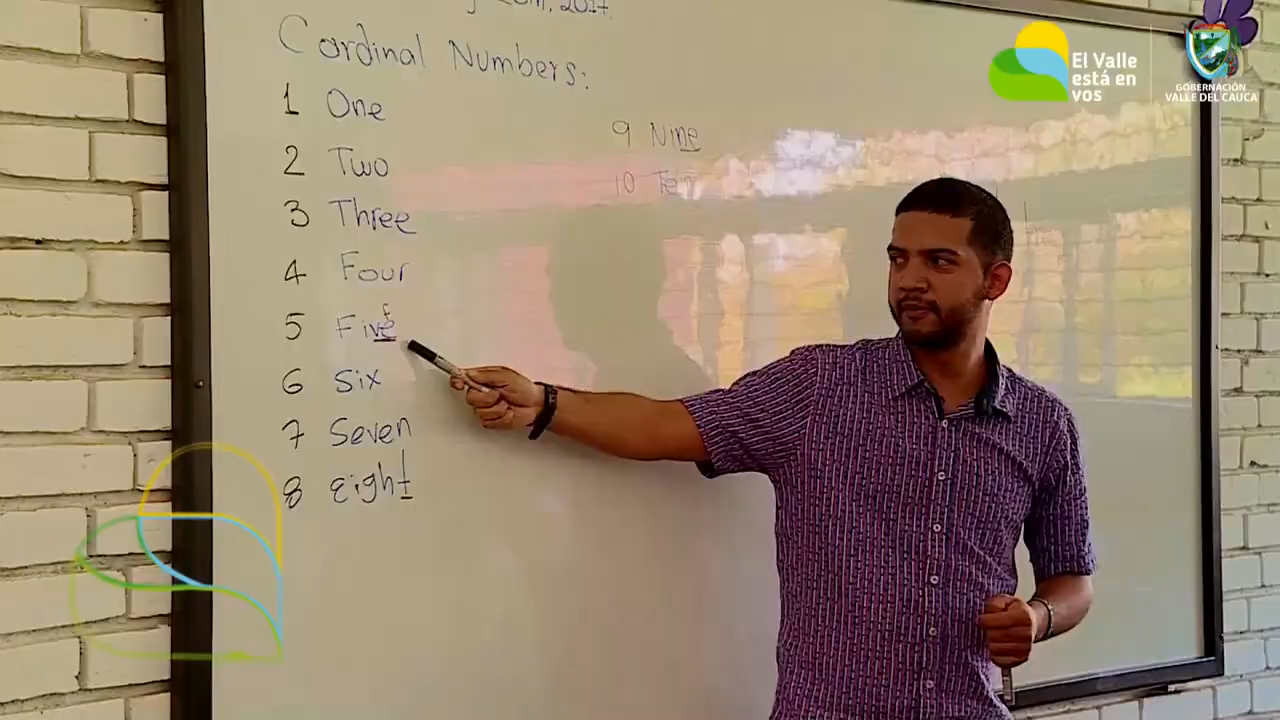 2017.
Cardinal Numbers:
1 One
2 Two
3 Three
4 Four
5 Five
f
6 Six
7 Seven
8 Eight
9 Nine
10 Ten
El Valle
está en
vos
GOBERNACIÓN
VALLE DEL CAUCA